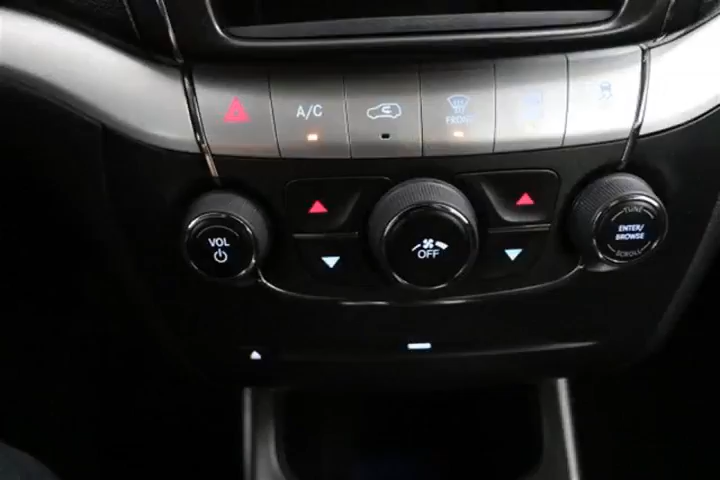 A/C
FRONT
VOL
OFF
TUNE
ENTER/
BROWSE
SCROLL